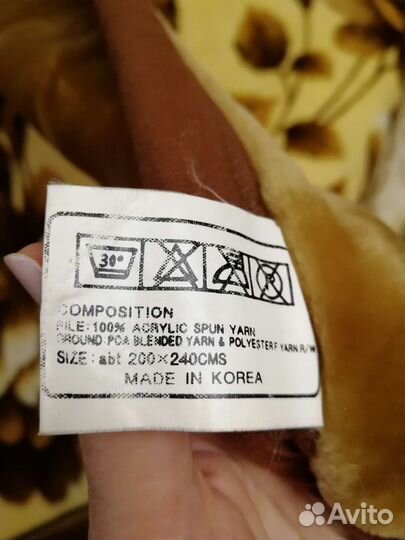 30°
COMPOSITION
PILE:100% ACRYLIC SPUN YARN
GROUND:PCA BLENDED YARN & POLYESTER F YARN R/W
SIZE: abt 200×240CMS
MADE IN KOREA
Avito